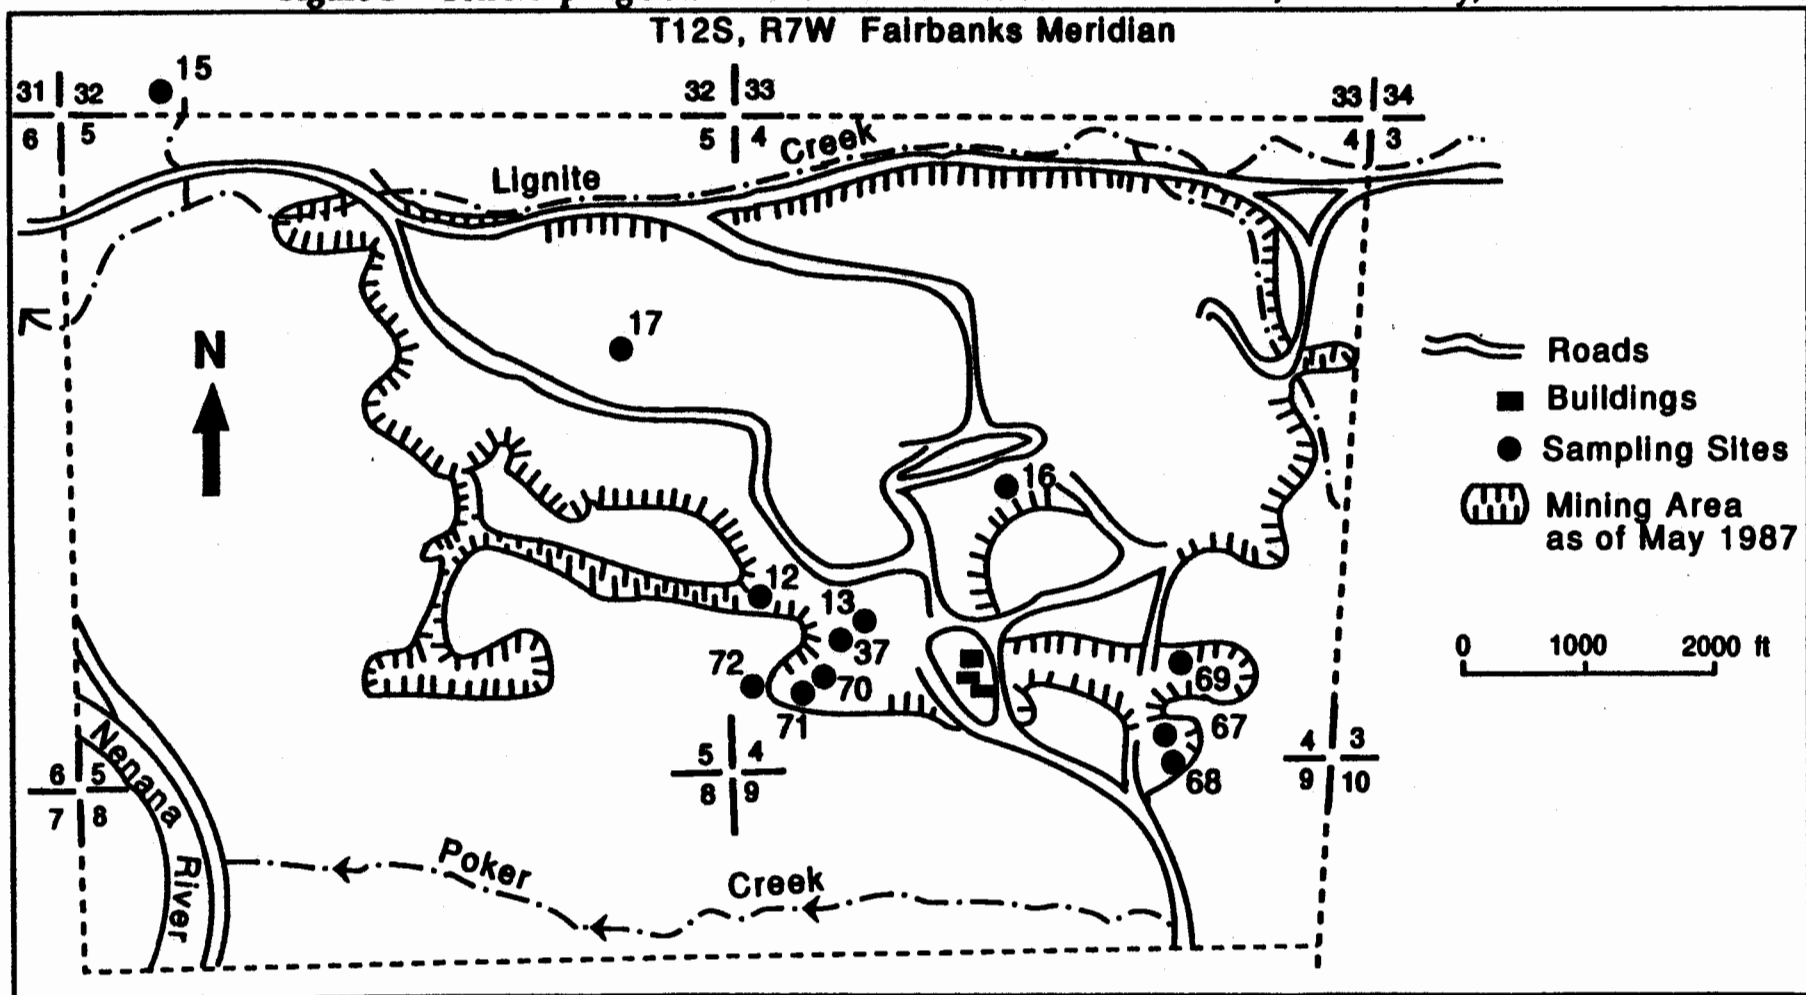 T12S, R7W Fairbanks Meridian
15
31 32
32 33
33 34
6 5
5 4
4 3
Creek
Lignite
17
N
Roads
Buildings
Sampling Sites
16
Mining Area
as of May 1987
12
13
37
0 1000 2000 ft
72
70
69
71
67
Nenana
River
5 4
8 9
4 3
9 10
68
6 5
7 8
Poker
Creek